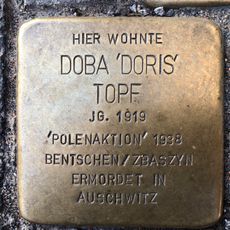 HIER WOHNTE
DOBA 'DORIS'
TOPF
JG. 1919
'POLENAKTION' 1938
BENTSCHEN/ZBASZYN
ERMORDET IN
AUSCHWITZ